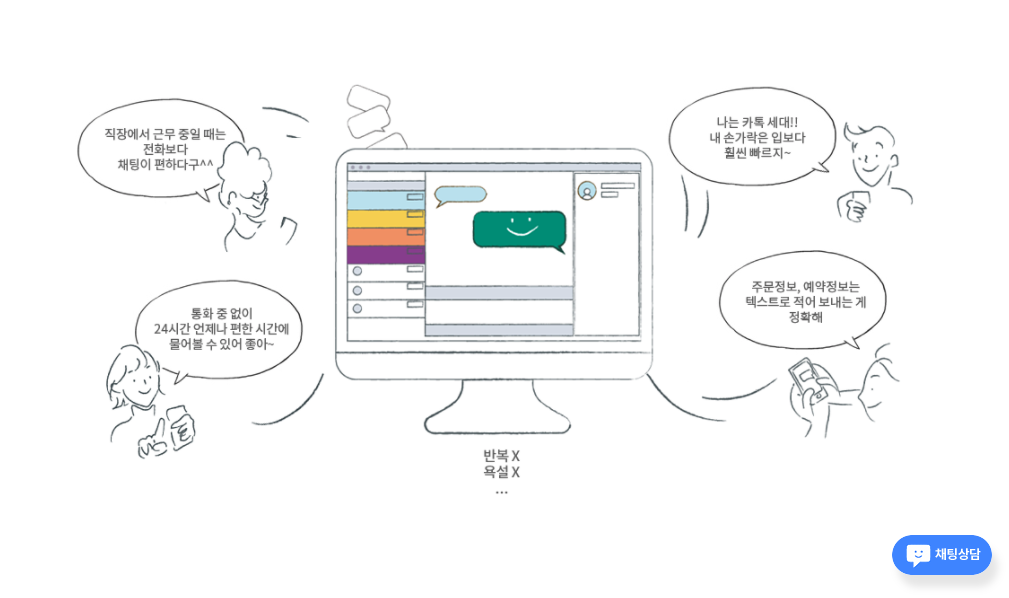 직장에서 근무 중일 때는
전화보다
채팅이 편하다구^^
나는 카톡 세대!!
내 손가락은 입보다
훨씬 빠르지~
통화 중 없이
24시간 언제나 편한 시간에
물어볼 수 있어 좋아~
주문정보, 예약정보는
텍스트로 적어 보내는 게
정확해
반복 X
욕설 X
...
채팅상담